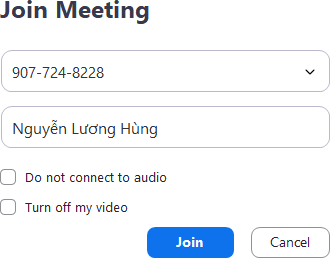 Join Meeting
907-724-8228
Nguyễn Lương Hùng
Do not connect to audio
Turn off my video
Join
Cancel